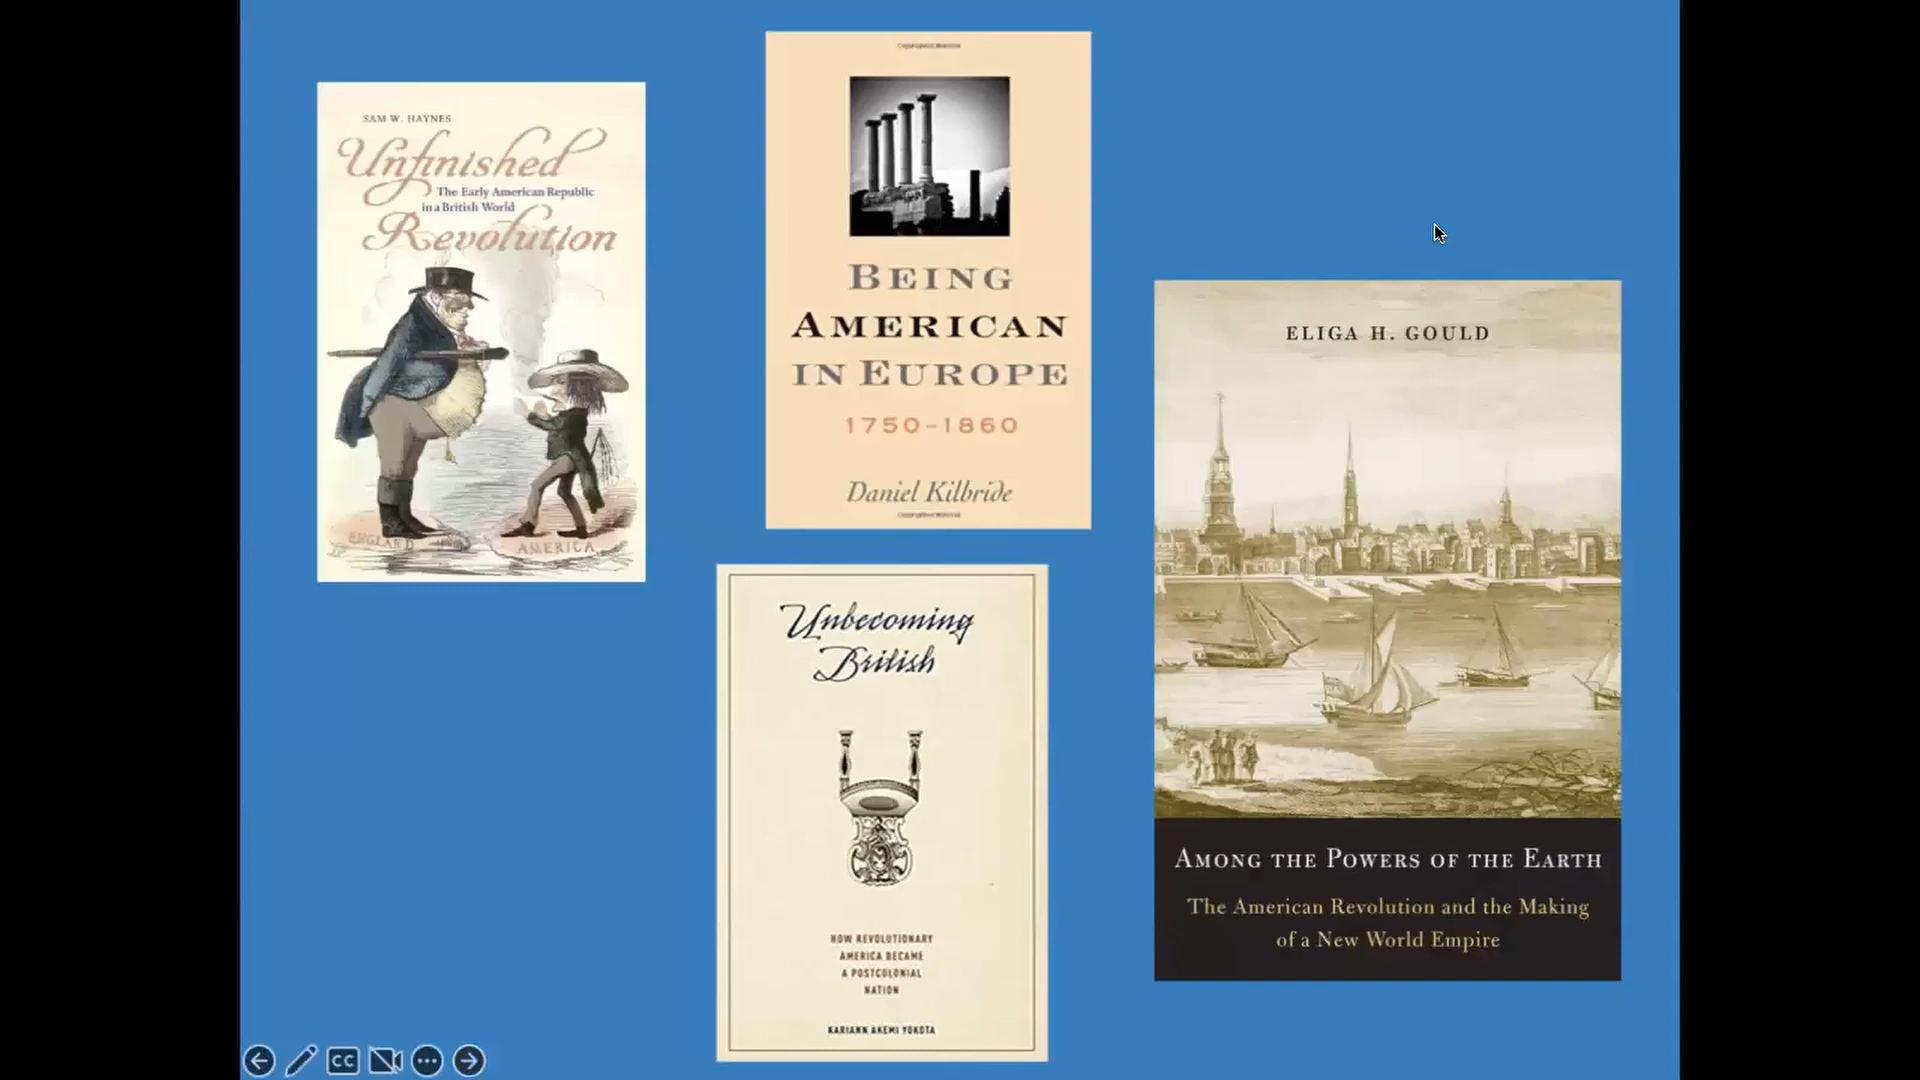 SAM W. HAYNES
Unfinished
The Early American Republic
in a British World
Revolution
ENGLAND
AMERICA
BEING
AMERICAN
IN EUROPE
1750–1860
Daniel Kilbride
Unbecoming
British
HOW REVOLUTIONARY
AMERICA BECAME
A POSTCOLONIAL
NATION
KARIANN AKEMI YOKOTA
ELIGA H. GOULD
AMONG THE POWERS OF THE EARTH
The American Revolution and the Making
of a New World Empire
CC